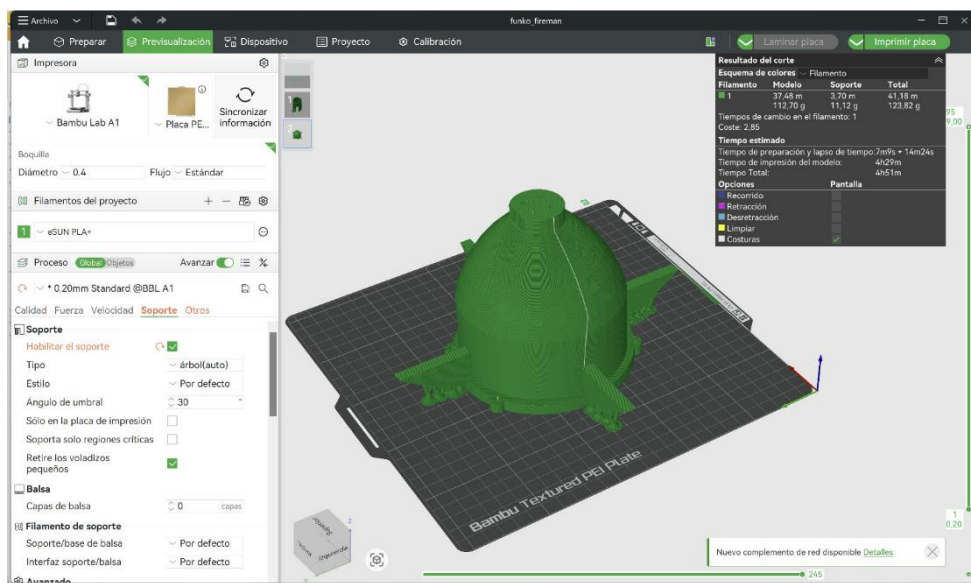 Archivo
funko_fireman
Preparar
Previsualización
Dispositivo
Proyecto
Calibración
Laminar placa
Imprimir placa
Impresora
Bambu Lab A1
Placa PE...
Sincronizar información
Boquilla
Diámetro 0.4 Flujo Estándar
Filamentos del proyecto
1 eSUN PLA+
Proceso Global Objetos Avanzar
* 0.20mm Standard @BBL A1
Calidad Fuerza Velocidad Soporte Otros
Soporte
Habilitar el soporte
Tipo árbol(auto)
Estilo Por defecto
Ángulo de umbral 30 °
Sólo en la placa de impresión
Soporta solo regiones críticas
Retire los voladizos
pequeños
Balsa
Capas de balsa 0 capas
Filamento de soporte
Soporte/base de balsa Por defecto
Interfaz soporte/balsa Por defecto
Avanzado
1
2
Resultado del corte
Esquema de colores Filamento
Filamento Modelo Soporte Total
1 37,48 m 3,70 m 41,18 m
112,70 g 11,12 g 123,82 g
Tiempos de cambio en el filamento: 1
Coste: 2,85
Tiempo estimado
Tiempo de preparación y lapso de tiempo:7m9s + 14m24s
Tiempo de impresión del modelo: 4h29m
Tiempo Total: 4h51m
Opciones Pantalla
Recorrido
Retracción
Desretracción
Limpiar
Costuras
Bambu Textured PEI Plate
Izquierda
z
1
0.20
245
Nuevo complemento de red disponible Detalles